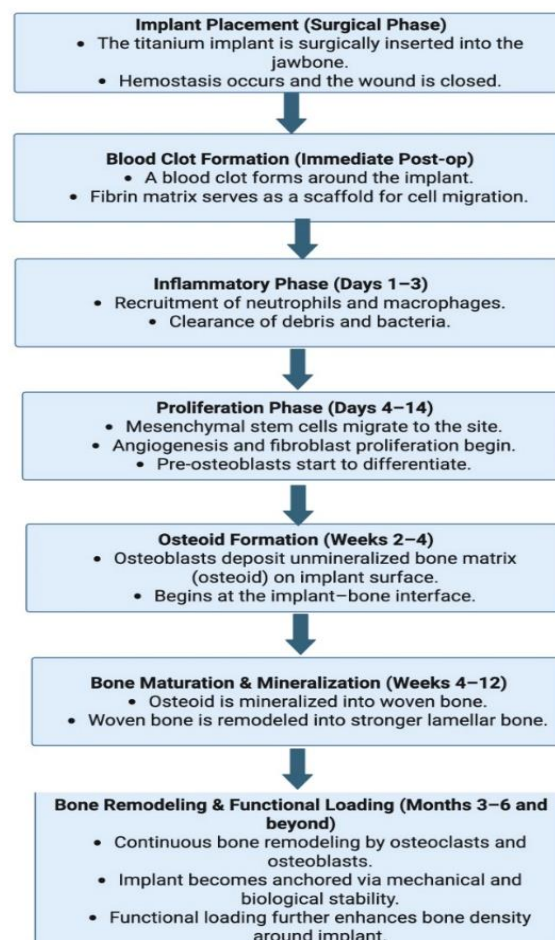 Implant Placement (Surgical Phase)
• The titanium implant is surgically inserted into the
jawbone.
• Hemostasis occurs and the wound is closed.
Blood Clot Formation (Immediate Post-op)
• A blood clot forms around the implant.
• Fibrin matrix serves as a scaffold for cell migration.
Inflammatory Phase (Days 1–3)
• Recruitment of neutrophils and macrophages.
• Clearance of debris and bacteria.
Proliferation Phase (Days 4–14)
• Mesenchymal stem cells migrate to the site.
• Angiogenesis and fibroblast proliferation begin.
• Pre-osteoblasts start to differentiate.
Osteoid Formation (Weeks 2–4)
• Osteoblasts deposit unmineralized bone matrix
(osteoid) on implant surface.
• Begins at the implant–bone interface.
Bone Maturation & Mineralization (Weeks 4–12)
• Osteoid is mineralized into woven bone.
• Woven bone is remodeled into stronger lamellar bone.
Bone Remodeling & Functional Loading (Months 3–6 and
beyond)
• Continuous bone remodeling by osteoclasts and
osteoblasts.
• Implant becomes anchored via mechanical and
biological stability.
• Functional loading further enhances bone density
around implant.